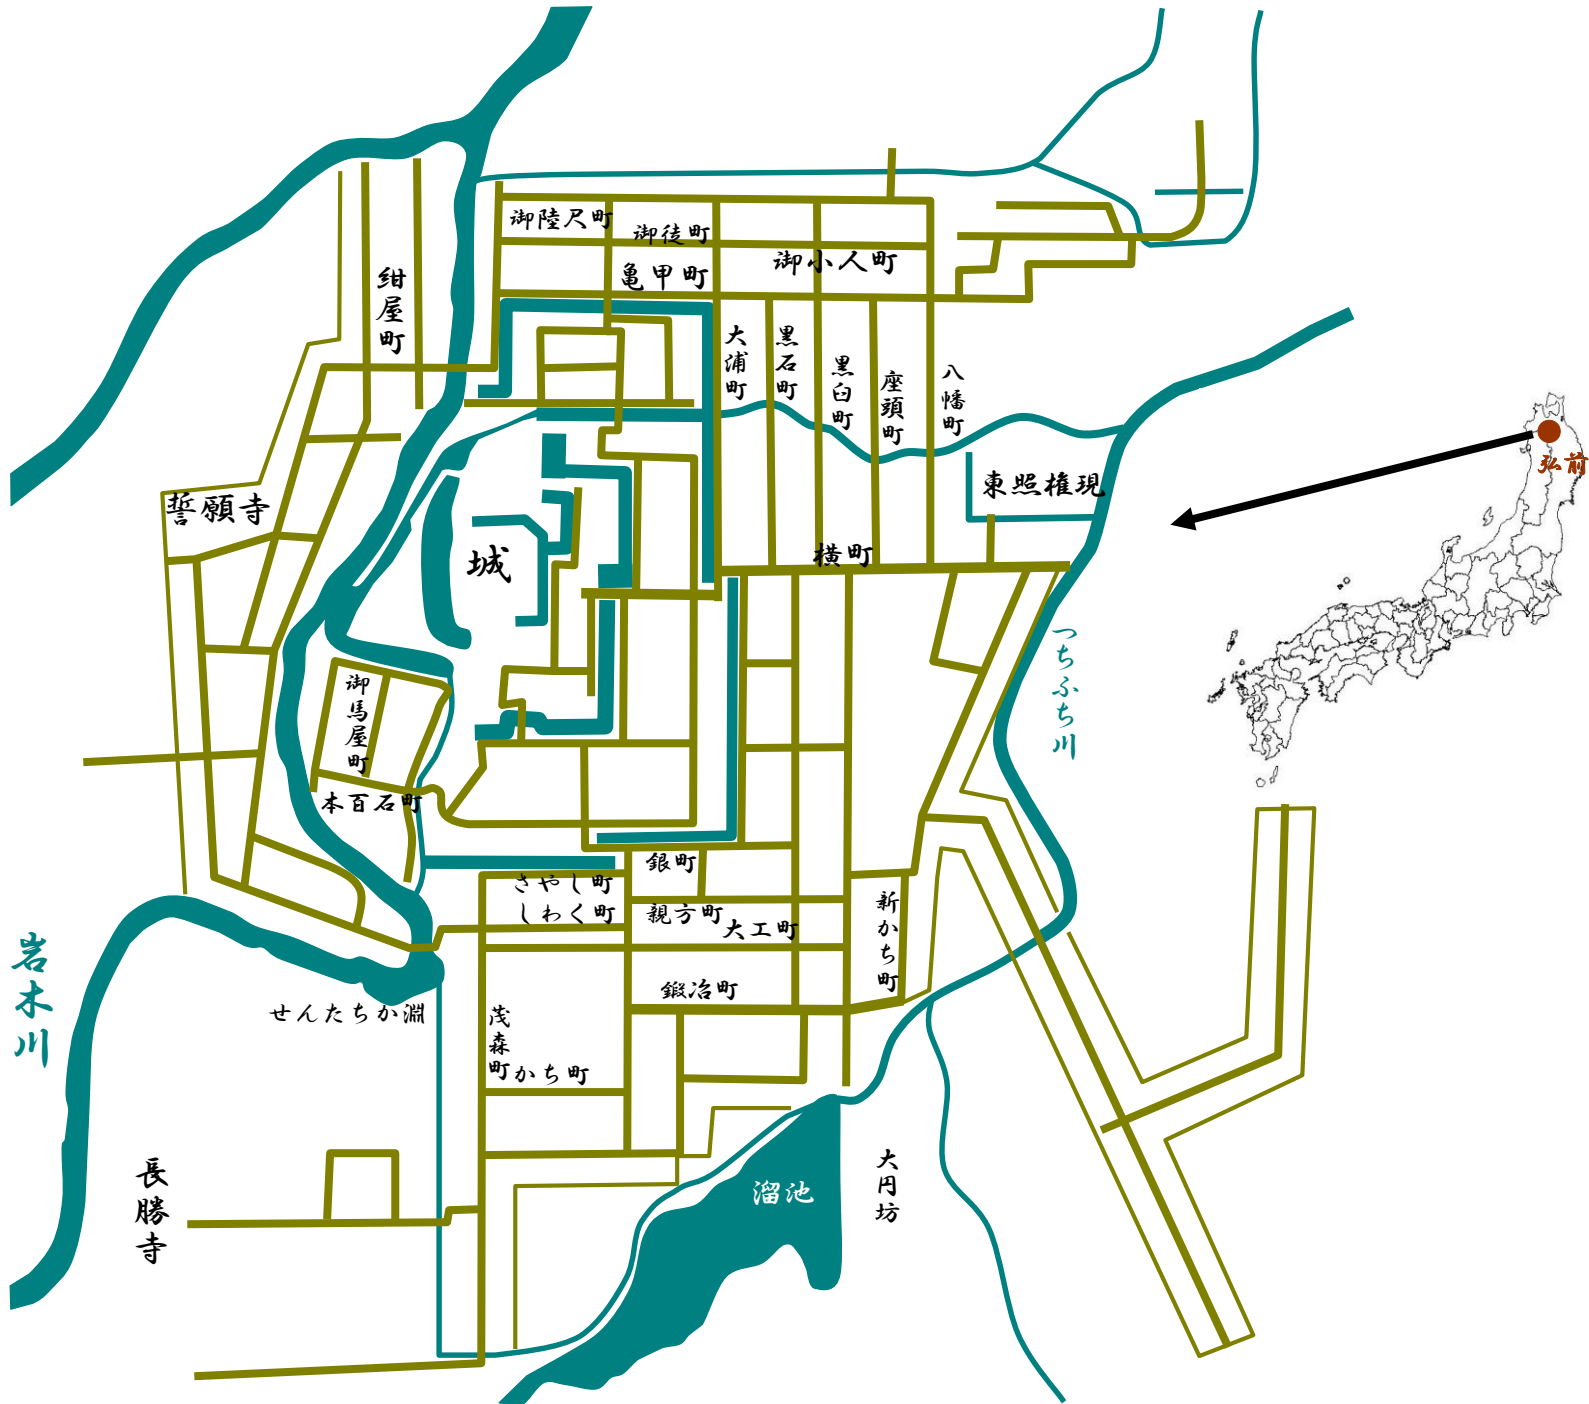 御陸尺町
御徒町
御小人町
亀甲町
紺屋町
大浦町
黒石町
黒臼町
座頭町
八幡町
弘前
東照権現
誓願寺
横町
城
つちふち川
御馬屋町
本百石町
銀町
さやし町
しわく町
親方町
大工町
新かち町
岩木川
鍛冶町
せんたちか淵
茂森町
かち町
長勝寺
溜池
大円坊